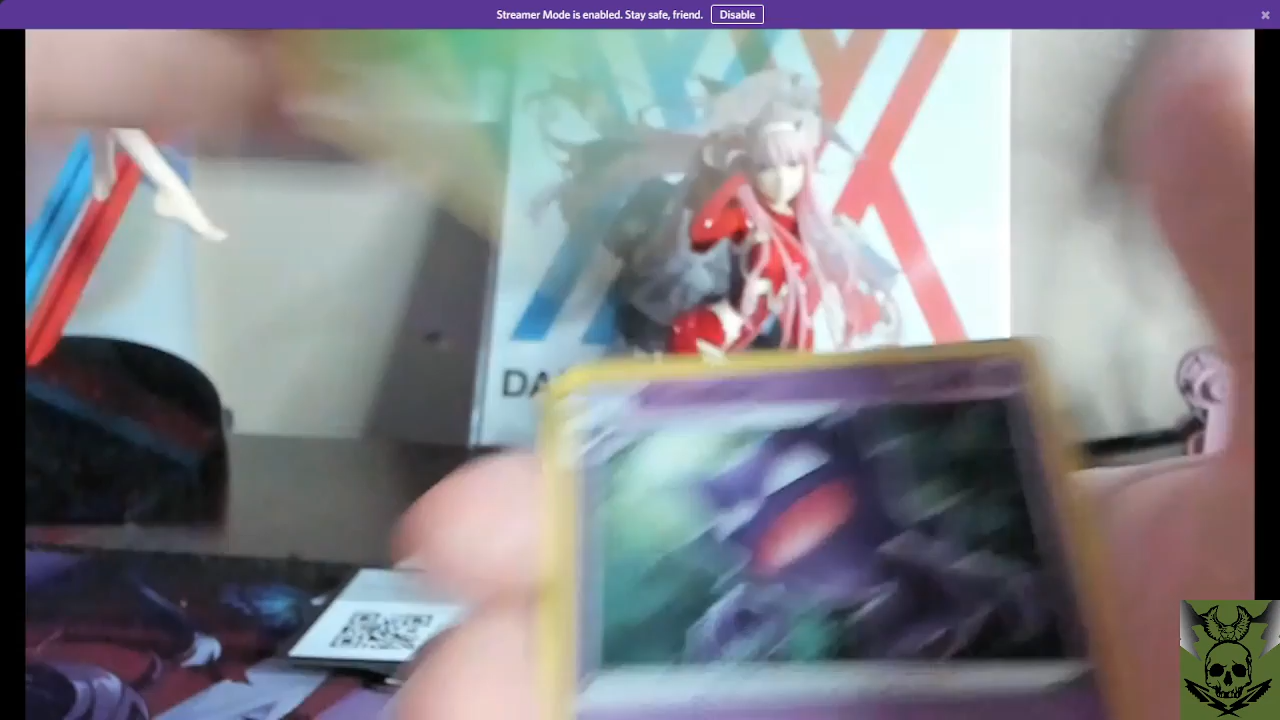 Streamer Mode is enabled. Stay safe, friend. Disable
DA